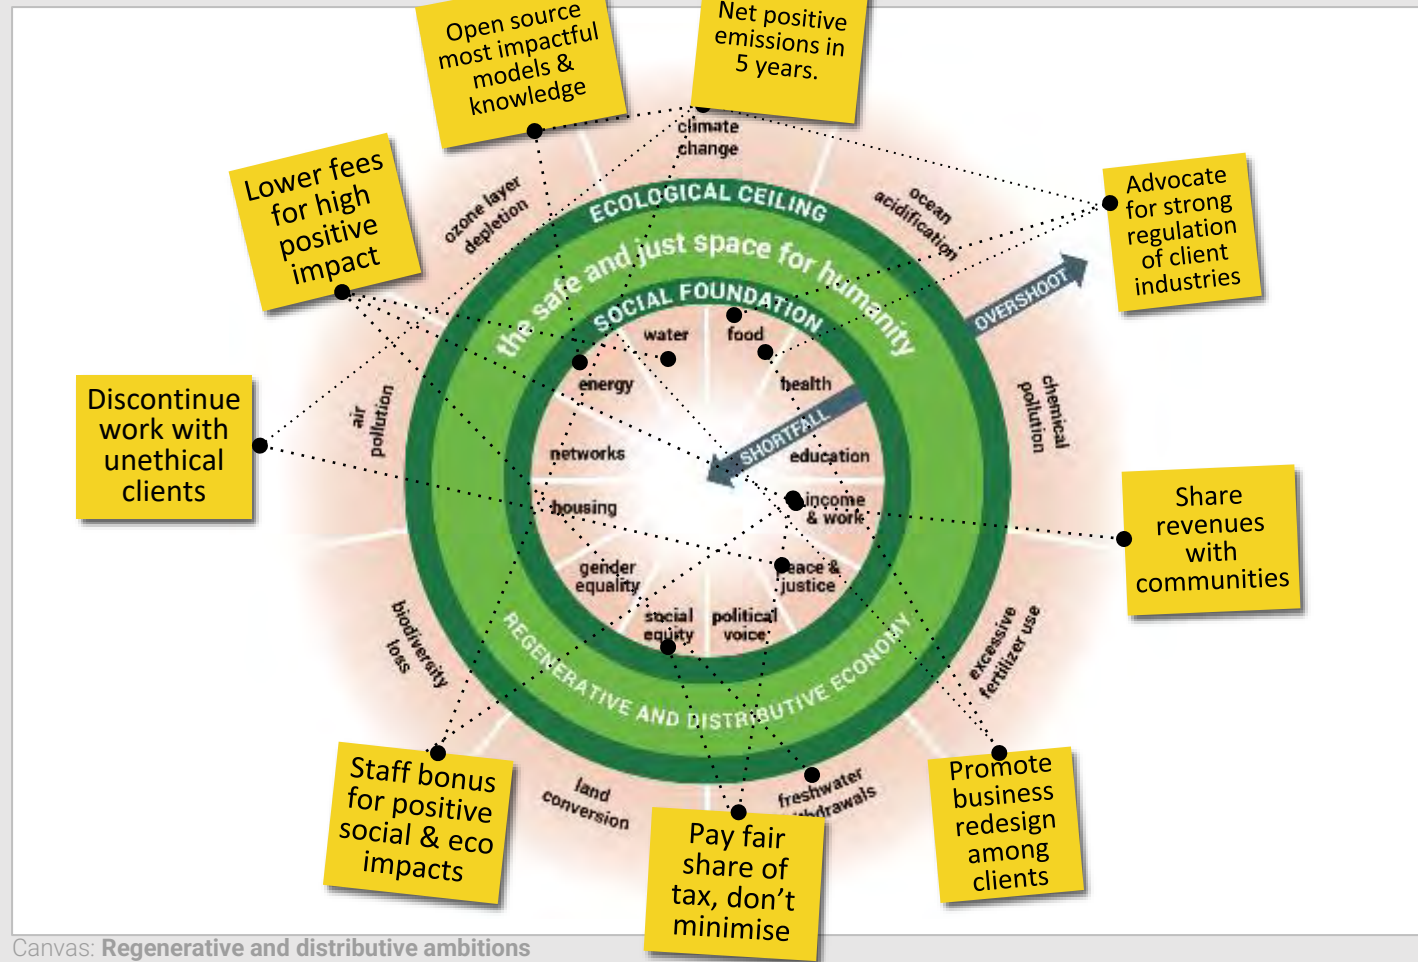 Open source
most impactful
models &
knowledge
Net positive
emissions in
5 years.
Lower fees
for high
positive
impact
Advocate
for strong
regulation
of client
industries
Discontinue
work with
unethical
clients
Share
revenues
with
communities
Staff bonus
for positive
social & eco
impacts
Pay fair
share of
tax, don't
minimise
Promote
business
redesign
among
clients
climate
change
ozone layer
depletion
ocean
acidification
air
pollution
chemical
pollution
biodiversity
loss
excessive
fertilizer use
land
conversion
freshwater
ECOLOGICAL CEILING
the safe and just space for humanity
SOCIAL FOUNDATION
OVERSHOOT
water
food
energy
health
SHORTFALL
networks
education
housing
income
& work
gender
equality
peace &
justice
social
equity
political
voice
REGENERATIVE AND DISTRIBUTIVE ECONOMY
Canvas: Regenerative and distributive ambitions